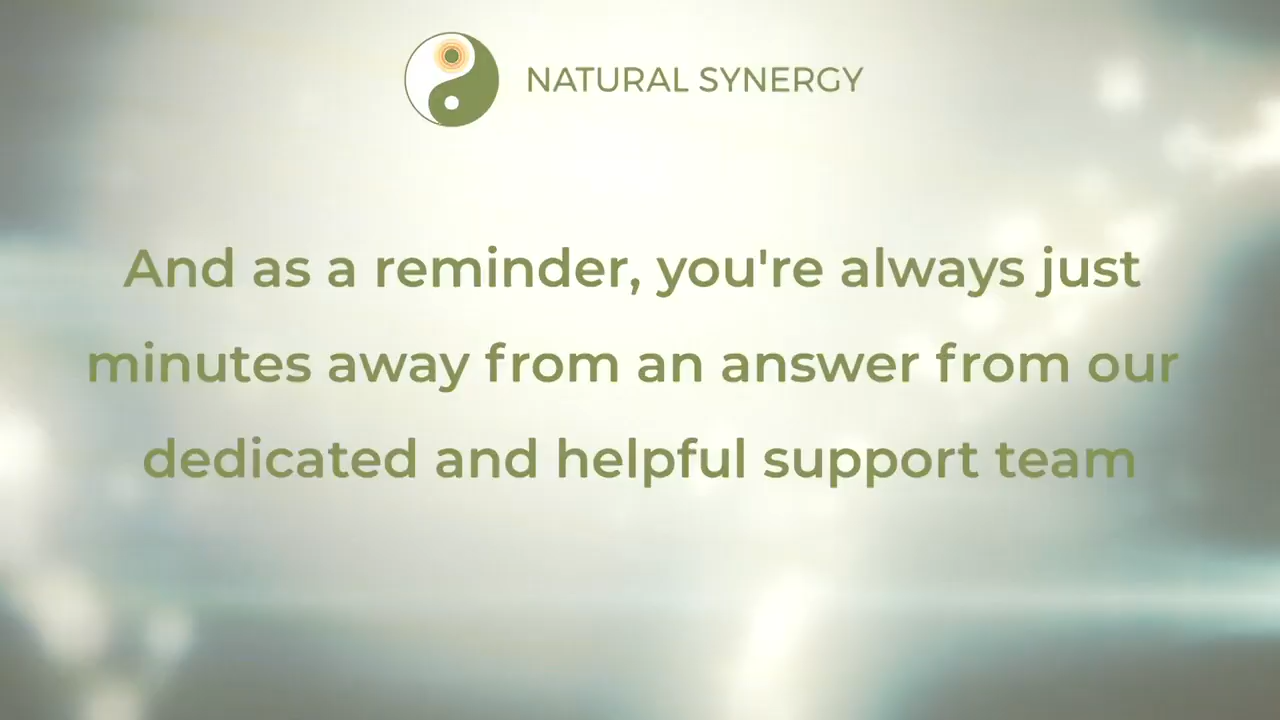 NATURAL SYNERGY
And as a reminder, you're always just
minutes away from an answer from our
dedicated and helpful support team